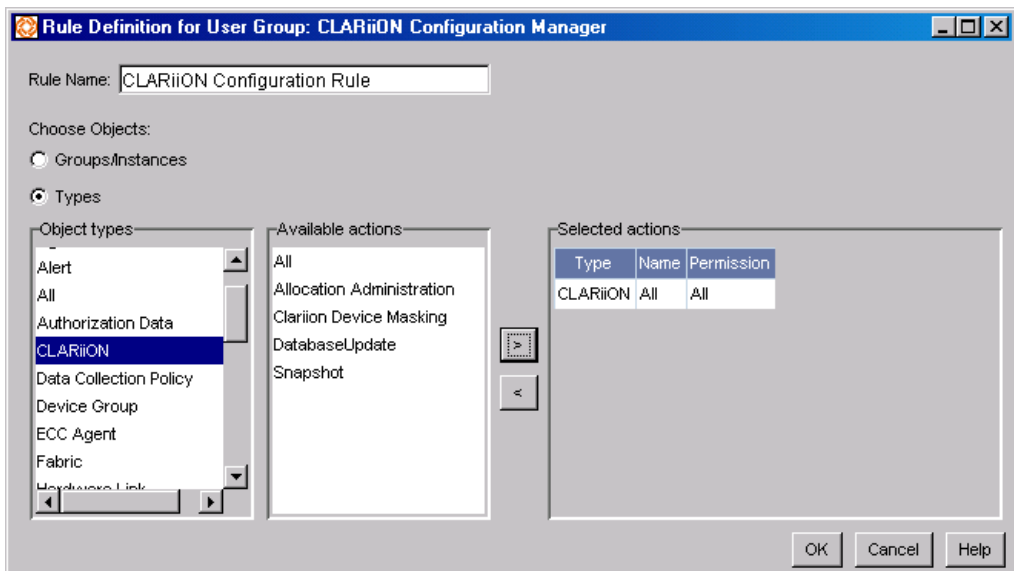 Rule Definition for User Group: CLARiiON Configuration Manager
Rule Name: CLARiiON Configuration Rule
Choose Objects:
Groups/Instances
Types
Object types
Alert
All
Authorization Data
CLARiiON
Data Collection Policy
Device Group
ECC Agent
Fabric
Hardware Link
Available actions
All
Allocation Administration
Clariion Device Masking
DatabaseUpdate
Snapshot
>
<
Selected actions
Type Name Permission
CLARiiON All All
OK Cancel Help